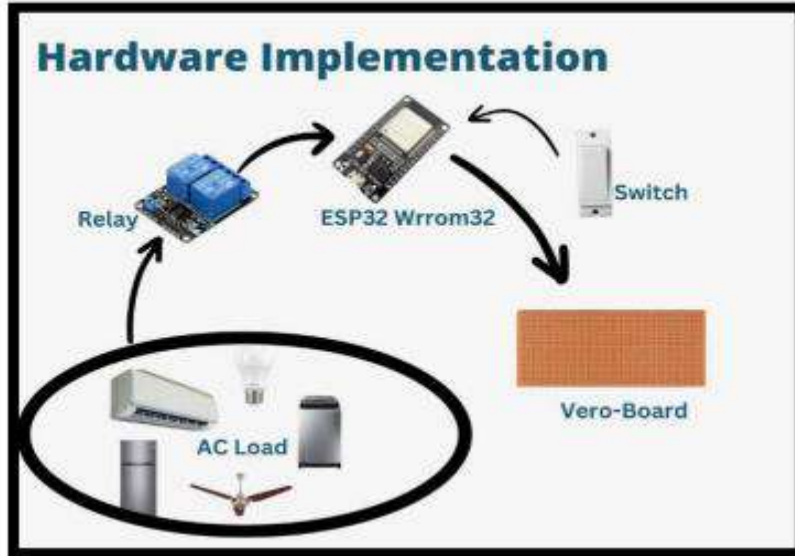 Hardware Implementation
Relay
ESP32 Wrrom32
Switch
Vero-Board
AC Load